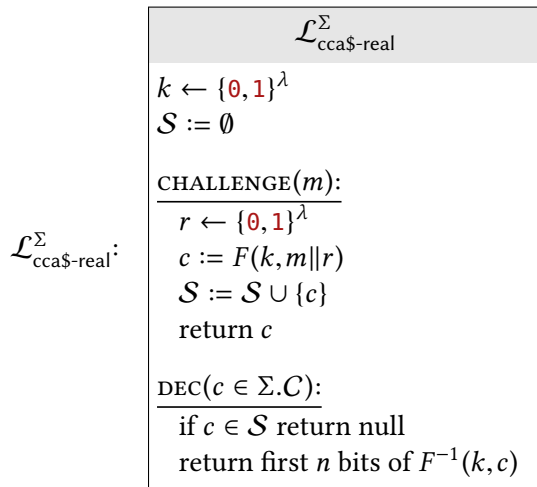 𝓛^Σ_cca$-real
k ← {0, 1}^λ
𝒮 := ∅
CHALLENGE(m):
r ← {0, 1}^λ
c := F(k, m∥r)
𝒮 := 𝒮 ∪ {c}
return c
𝓛^Σ_cca$-real:
DEC(c ∈ Σ.𝒞):
if c ∈ 𝒮 return null
return first n bits of F^−1(k, c)